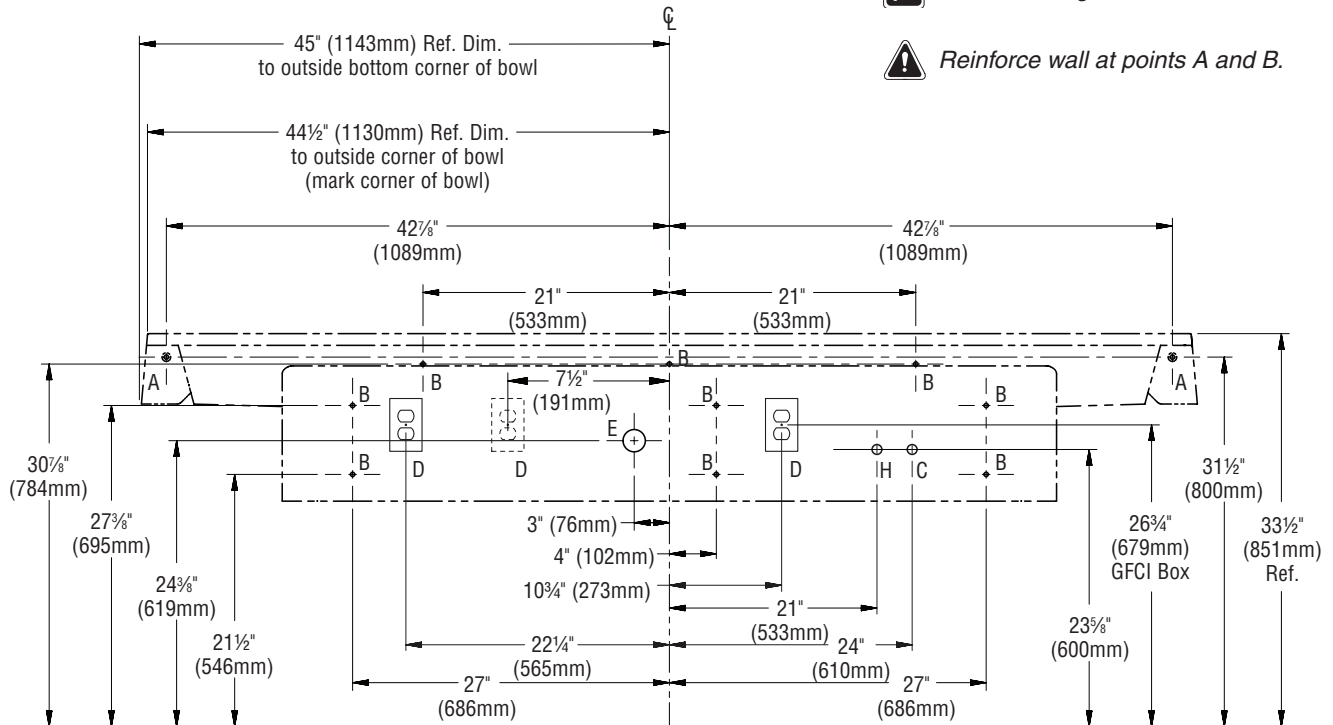 ℄
45" (1143mm) Ref. Dim.
to outside bottom corner of bowl
Reinforce wall at points A and B.
44½" (1130mm) Ref. Dim.
to outside corner of bowl
(mark corner of bowl)
42⅞"
(1089mm)
42⅞"
(1089mm)
21"
(533mm)
21"
(533mm)
A
B
B
B
A
7½"
(191mm)
B
B
B
E
D
D
D
H
C
B
B
B
30⅞"
(784mm)
27⅜"
(695mm)
24⅜"
(619mm)
21½"
(546mm)
3" (76mm)
4" (102mm)
10¾" (273mm)
21"
(533mm)
22¼"
(565mm)
24"
(610mm)
27"
(686mm)
27"
(686mm)
23⅝"
(600mm)
26¾"
(679mm)
GFCI Box
31½"
(800mm)
33½"
(851mm)
Ref.